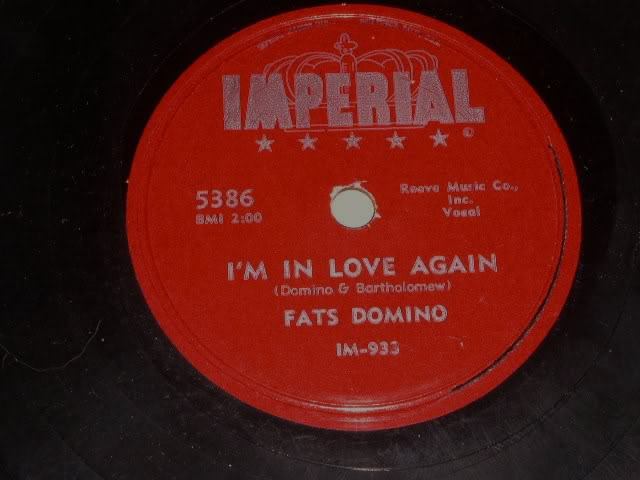 IMPERIAL
©
5386
BMI 2:00
Reeve Music Co.,
Inc.
Vocal
I'M IN LOVE AGAIN
(Domino & Bartholomew)
FATS DOMINO
IM-933